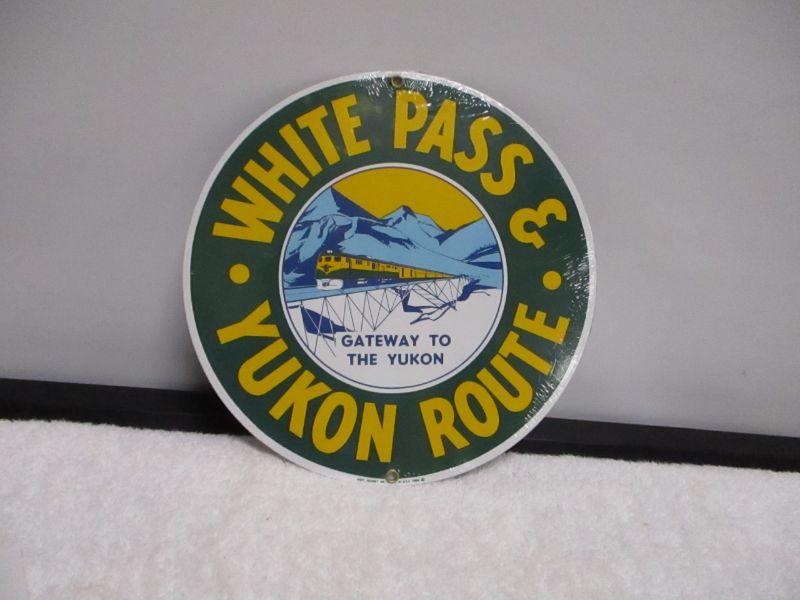 WHITE PASS &
YUKON ROUTE
GATEWAY TO
THE YUKON